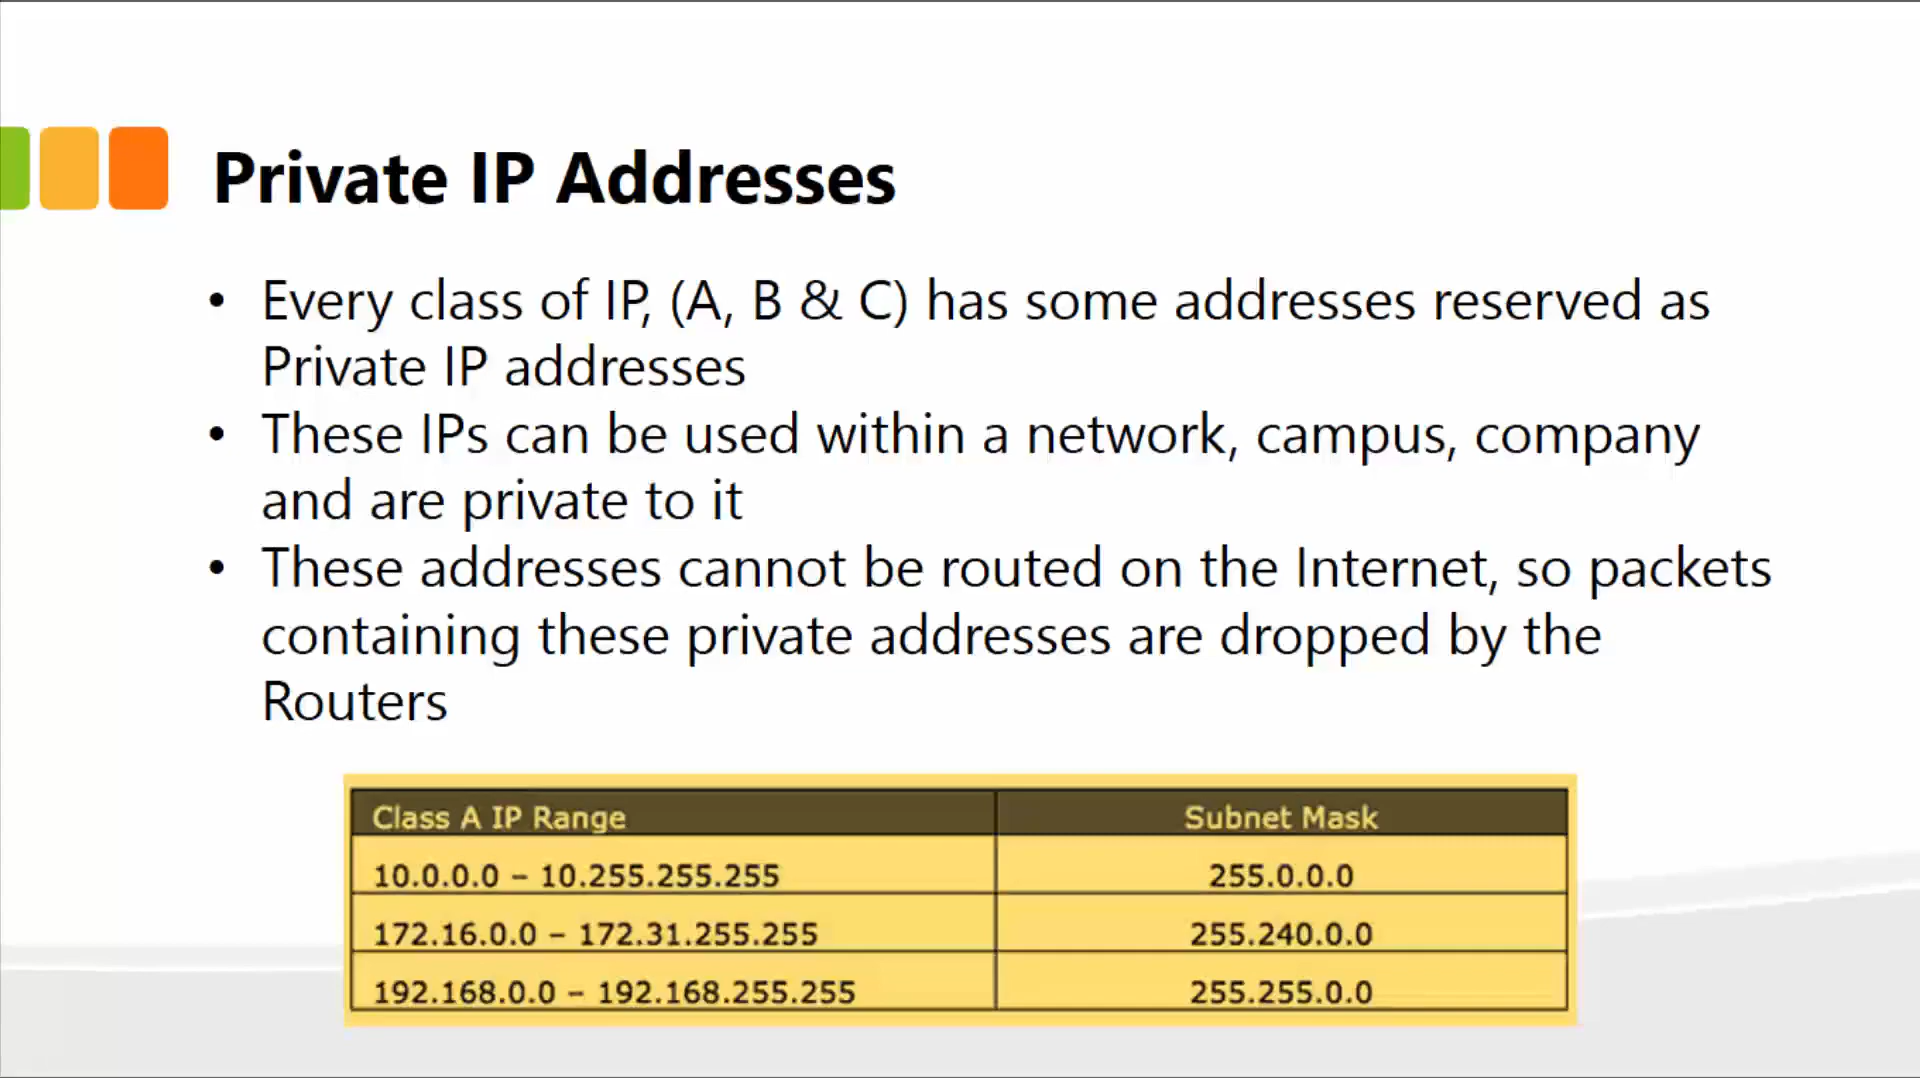 Private IP Addresses
• Every class of IP, (A, B & C) has some addresses reserved as
Private IP addresses
• These IPs can be used within a network, campus, company
and are private to it
• These addresses cannot be routed on the Internet, so packets
containing these private addresses are dropped by the
Routers
Class A IP Range Subnet Mask
10.0.0.0 – 10.255.255.255 255.0.0.0
172.16.0.0 – 172.31.255.255 255.240.0.0
192.168.0.0 – 192.168.255.255 255.255.0.0